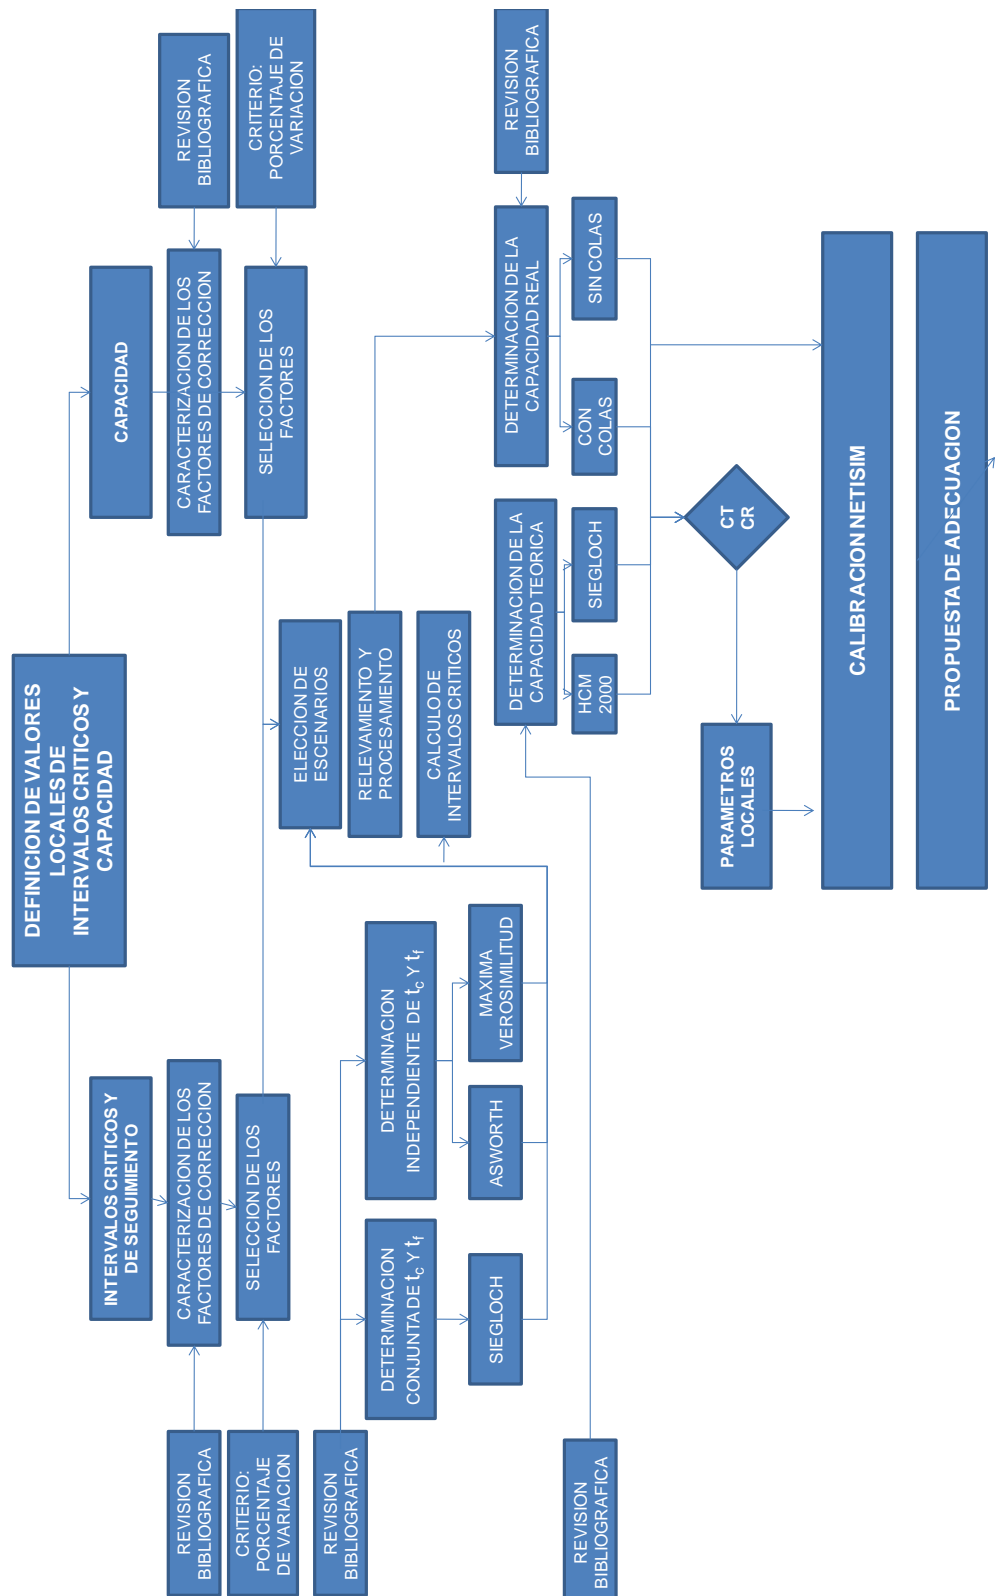 DEFINICION DE VALORES
LOCALES DE
INTERVALOS CRITICOS Y
CAPACIDAD
INTERVALOS CRITICOS Y
DE SEGUIMIENTO
CAPACIDAD
REVISION
BIBLIOGRAFICA
CARACTERIZACION DE LOS
FACTORES DE CORRECCION
CARACTERIZACION DE LOS
FACTORES DE CORRECCION
REVISION
BIBLIOGRAFICA
CRITERIO:
PORCENTAJE
DE VARIACION
SELECCION DE LOS
FACTORES
SELECCION DE LOS
FACTORES
CRITERIO:
PORCENTAJE DE
VARIACION
REVISION
BIBLIOGRAFICA
ELECCION DE
ESCENARIOS
RELEVAMIENTO Y
PROCESAMIENTO
DETERMINACION
CONJUNTA DE tc Y tf
DETERMINACION
INDEPENDIENTE DE tc Y tf
CALCULO DE
INTERVALOS CRITICOS
SIEGLOCH
ASWORTH
MAXIMA
VEROSIMILITUD
REVISION
BIBLIOGRAFICA
DETERMINACION DE LA
CAPACIDAD TEORICA
DETERMINACION DE LA
CAPACIDAD REAL
REVISION
BIBLIOGRAFICA
HCM
2000
SIEGLOCH
CON
COLAS
SIN COLAS
CT
CR
PARAMETROS
LOCALES
CALIBRACION NETISIM
PROPUESTA DE ADECUACION